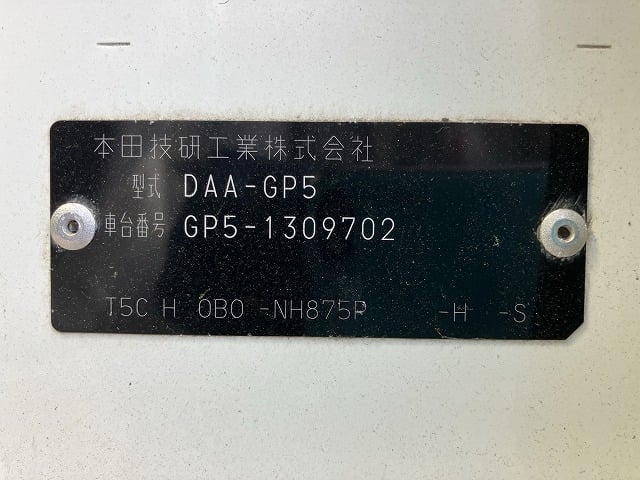 本田技研工業株式会社
型式 DAA-GP5
車台番号 GP5-1309702
T5C H 0B0 -NH875P -H -S